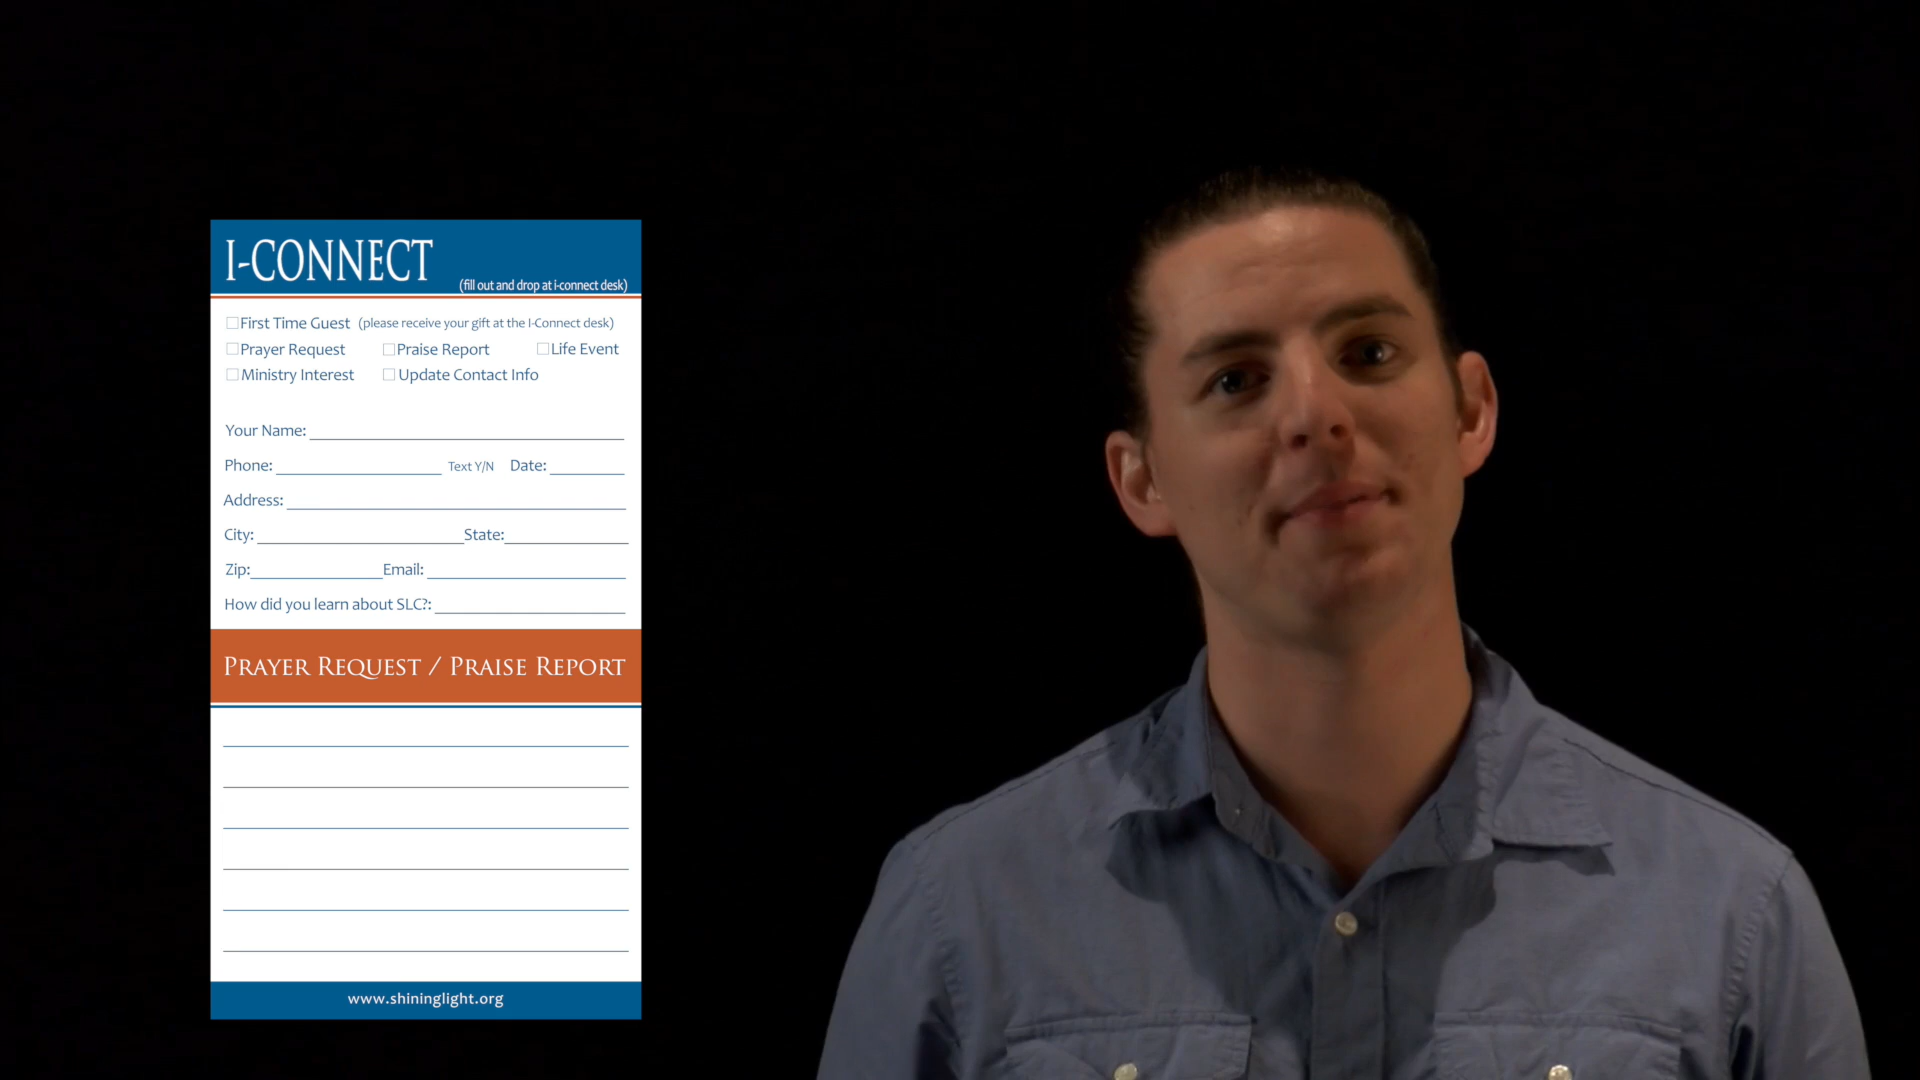 I-CONNECT
(fill out and drop at i-connect desk)
First Time Guest (please receive your gift at the I-Connect desk)
Prayer Request Praise Report Life Event
Ministry Interest Update Contact Info
Your Name:
Phone: Text Y/N Date:
Address:
City: State:
Zip: Email:
How did you learn about SLC?:
PRAYER REQUEST / PRAISE REPORT
www.shininglight.org